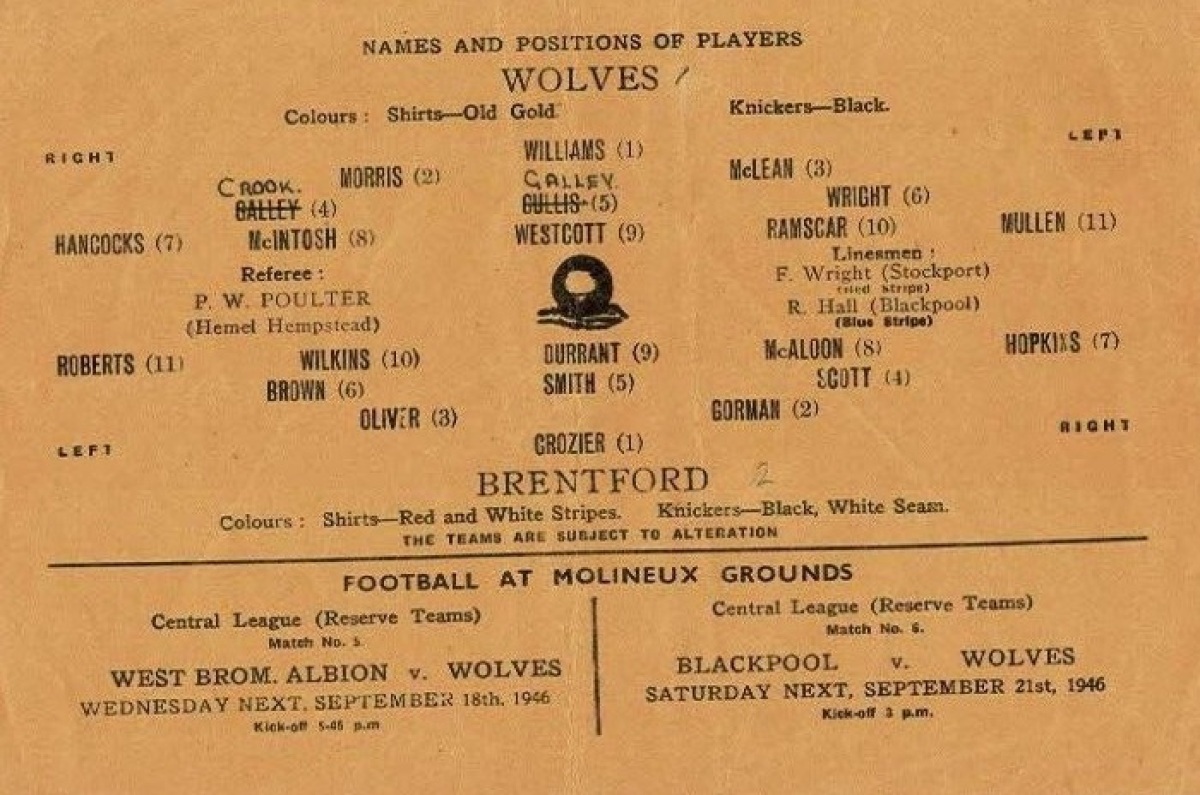 NAMES AND POSITIONS OF PLAYERS
WOLVES 1
Colours : Shirts—Old Gold. Knickers—Black.
RIGHT LEFT
WILLIAMS (1)
MORRIS (2) McLEAN (3)
CROOK. GALLEY.
GALLEY (4) CULLIS (5) WRIGHT (6)
HANCOCKS (7) McINTOSH (8) WESTCOTT (9) RAMSCAR (10) MULLEN (11)
Referee :
P. W. POULTER
(Hemel Hempstead)
Linesmen :
F. Wright (Stockport)
(Red Stripe)
R. Hall (Blackpool)
(Blue Stripe)
ROBERTS (11) WILKINS (10) DURRANT (9) McALOON (8) HOPKINS (7)
BROWN (6) SMITH (5) SCOTT (4)
OLIVER (3) GORMAN (2)
LEFT RIGHT
CROZIER (1)
BRENTFORD 2
Colours : Shirts—Red and White Stripes. Knickers—Black, White Seam.
THE TEAMS ARE SUBJECT TO ALTERATION
FOOTBALL AT MOLINEUX GROUNDS
Central League (Reserve Teams)
Match No. 5.
WEST BROM. ALBION v. WOLVES
WEDNESDAY NEXT, SEPTEMBER 18th, 1946
Kick-off 5-45 p.m
Central League (Reserve Teams)
Match No. 6.
BLACKPOOL v. WOLVES
SATURDAY NEXT, SEPTEMBER 21st, 1946
Kick-off 3 p.m.